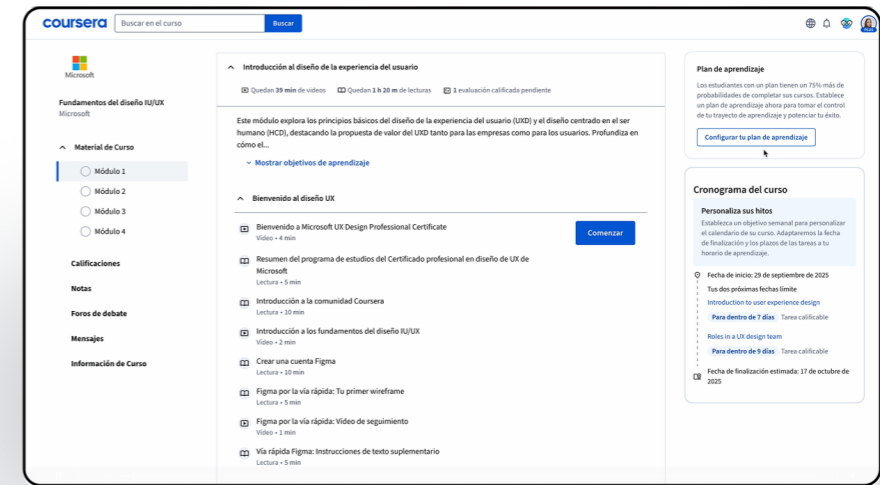 coursera
Buscar en el curso
Buscar
Microsoft
Fundamentos del diseño IU/UX
Microsoft
Material de Curso
Módulo 1
Módulo 2
Módulo 3
Módulo 4
Calificaciones
Notas
Foros de debate
Mensajes
Información de Curso
Introducción al diseño de la experiencia del usuario
Quedan 39 min de videos
Quedan 1 h 20 m de lecturas
1 evaluación calificada pendiente
Este módulo explora los principios básicos del diseño de la experiencia del usuario (UXD) y el diseño centrado en el ser
humano (HCD), destacando la propuesta de valor del UXD tanto para las empresas como para los usuarios. Profundiza en
cómo el...
Mostrar objetivos de aprendizaje
Bienvenido al diseño UX
Bienvenido a Microsoft UX Design Professional Certificate
Vídeo • 4 min
Comenzar
Resumen del programa de estudios del Certificado profesional en diseño de UX de
Microsoft
Lectura • 5 min
Introducción a la comunidad Coursera
Lectura • 10 min
Introducción a los fundamentos del diseño IU/UX
Vídeo • 2 min
Crear una cuenta Figma
Lectura • 10 min
Figma por la vía rápida: Tu primer wireframe
Lectura • 5 min
Figma por la vía rápida: Vídeo de seguimiento
Vídeo • 1 min
Vía rápida Figma: Instrucciones de texto suplementario
Lectura • 5 min
Plan de aprendizaje
Los estudiantes con un plan tienen un 75% más de
probabilidades de completar sus cursos. Establece
un plan de aprendizaje ahora para tomar el control
de tu trayecto de aprendizaje y potenciar tu éxito.
Configurar tu plan de aprendizaje
Cronograma del curso
Personaliza sus hitos
Establezca un objetivo semanal para personalizar
el calendario de su curso. Adaptaremos la fecha
de finalización y los plazos de las tareas a tu
horario de aprendizaje.
Fecha de inicio: 29 de septiembre de 2025
Tus dos próximas fechas límite
Introduction to user experience design
Para dentro de 7 días Tarea calificable
Roles in a UX design team
Para dentro de 9 días Tarea calificable
Fecha de finalización estimada: 17 de octubre de
2025